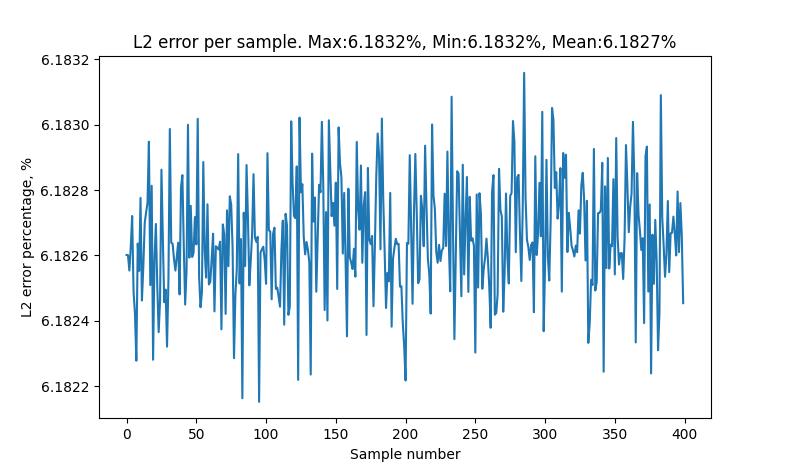 L2 error per sample. Max:6.1832%, Min:6.1832%, Mean:6.1827%
6.1832
6.1830
6.1828
6.1826
6.1824
6.1822
L2 error percentage, %
0 50 100 150 200 250 300 350 400
Sample number